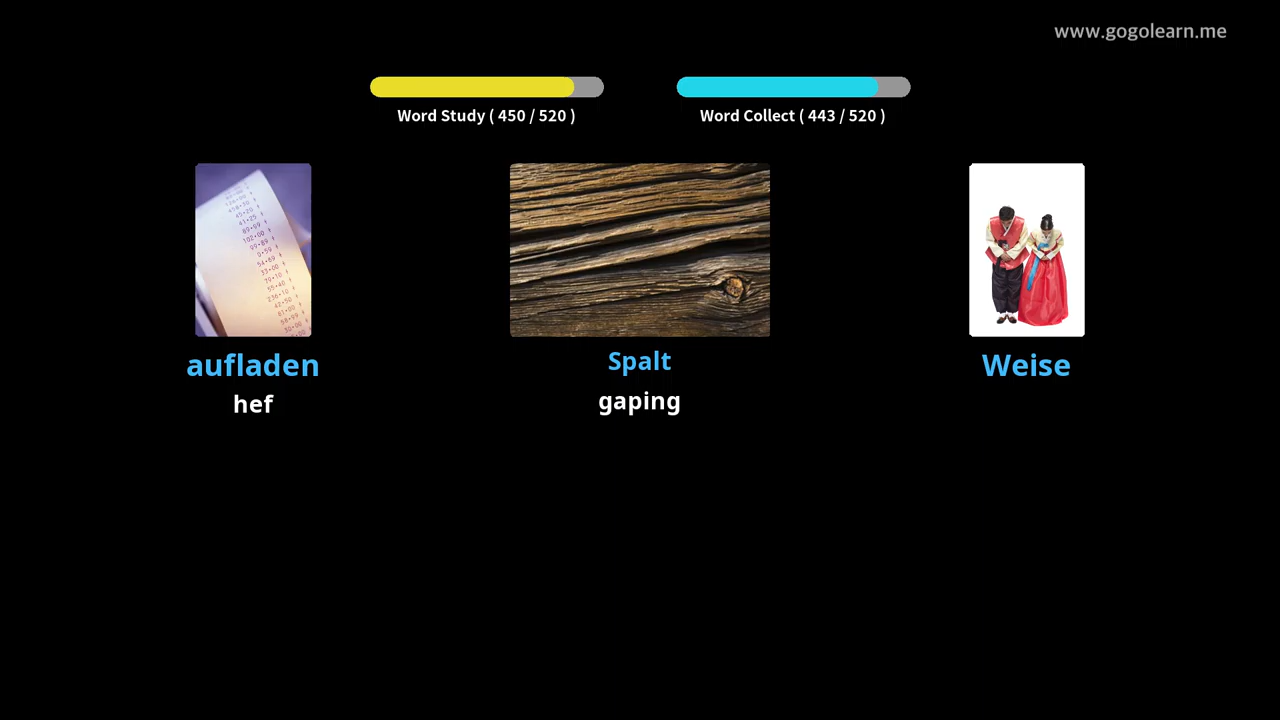 www.gogolearn.me
Word Study ( 450 / 520 )
Word Collect ( 443 / 520 )
aufladen
hef
Spalt
gaping
Weise